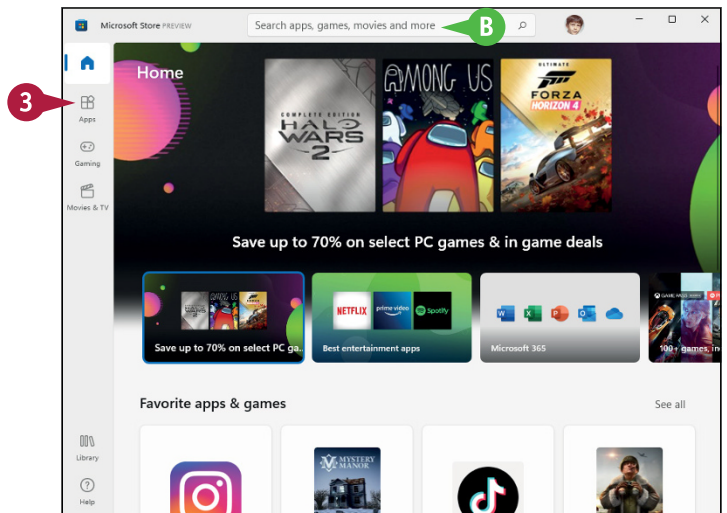 Microsoft Store PREVIEW
Search apps, games, movies and more
B
Home
3
Apps
Gaming
Movies & TV
COMPLETE EDITION
HALO
WARS
2
AMONG US
ULTIMATE
FORZA
HORIZON 4
Save up to 70% on select PC games & in game deals
NETFLIX
prime video
Spotify
W
X
P
O
GAME PASS
Save up to 70% on select PC ga...
Best entertainment apps
Microsoft 365
100+ games, in
Favorite apps & games
See all
MYSTERY
MANOR
Library
Help